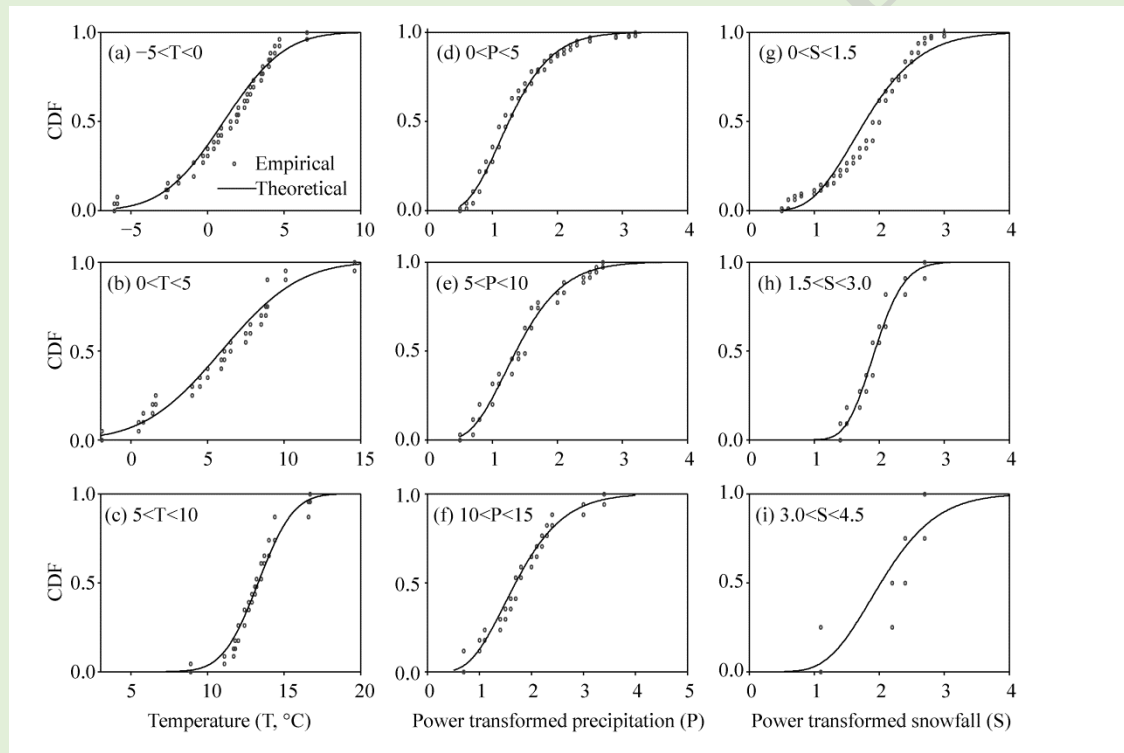 (a) −5<T<0
(d) 0<P<5
(g) 0<S<1.5
1.0
1.0
1.0
CDF
0.5
0.5
0.5
Empirical
Theoretical
0.0
0.0
0.0
−5 0 5 10
0 1 2 3 4
0 1 2 3 4
(b) 0<T<5
(e) 5<P<10
(h) 1.5<S<3.0
1.0
1.0
1.0
CDF
0.5
0.5
0.5
0.0
0.0
0.0
0 5 10 15
0 1 2 3 4
0 1 2 3 4
(c) 5<T<10
(f) 10<P<15
(i) 3.0<S<4.5
1.0
1.0
1.0
CDF
0.5
0.5
0.5
0.0
0.0
0.0
5 10 15 20
0 1 2 3 4 5
0 1 2 3 4
Temperature (T, °C)
Power transformed precipitation (P)
Power transformed snowfall (S)